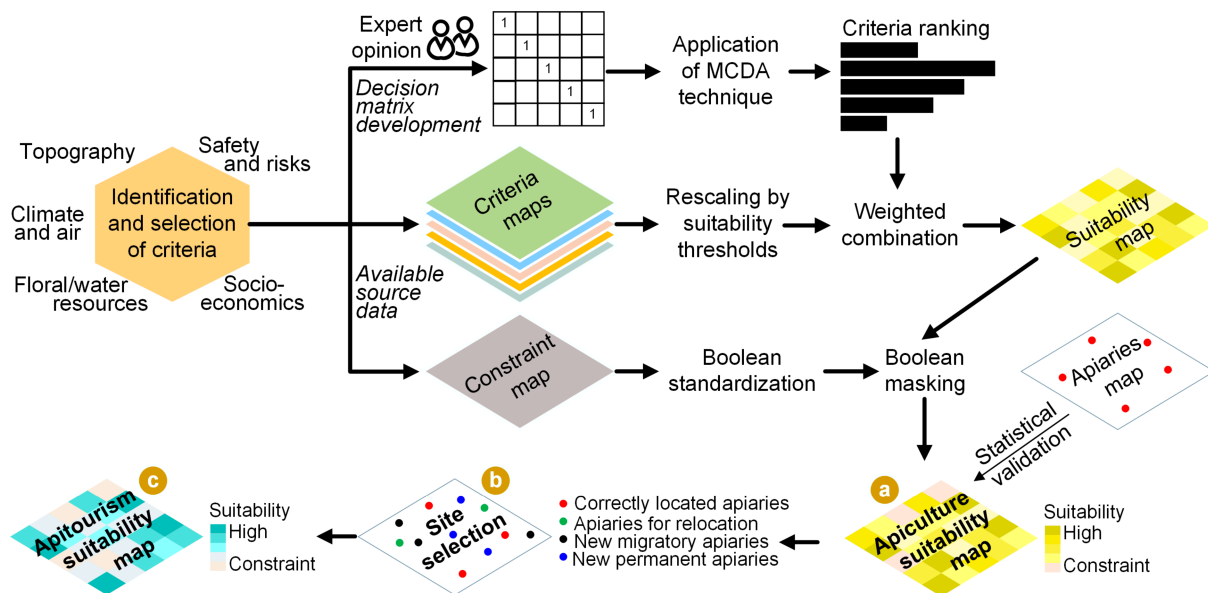 Expert
opinion
Decision
matrix
development
1
1
1
1
1
Application
of MCDA
technique
Criteria ranking
Topography
Safety
and risks
Climate
and air
Identification
and selection
of criteria
Floral/water
resources
Socio-
economics
Criteria
maps
Available
source
data
Rescaling by
suitability
thresholds
Weighted
combination
Suitability
map
Constraint
map
Boolean
standardization
Boolean
masking
Apiaries
map
Statistical
validation
a
Apiculture
suitability
map
Suitability
High
Constraint
b
Site
selection
Correctly located apiaries
Apiaries for relocation
New migratory apiaries
New permanent apiaries
c
Apitourism
suitability
map
Suitability
High
Constraint